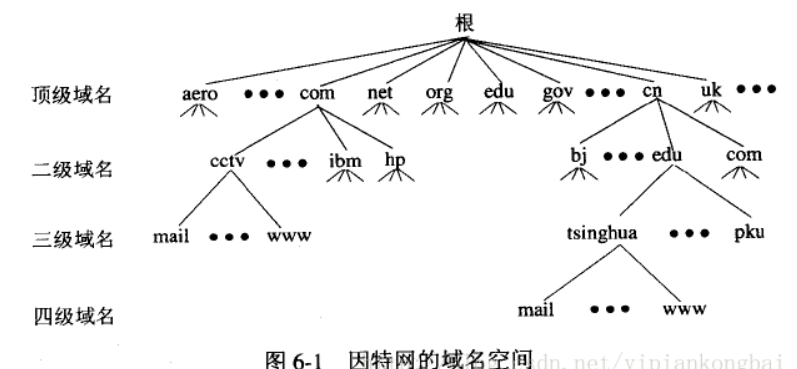 根
顶级域名 aero ••• com net org edu gov ••• cn uk •••
二级域名 cctv ••• ibm hp bj ••• edu com
三级域名 mail ••• www tsinghua ••• pku
四级域名 mail ••• www
图 6-1 因特网的域名空间
dn.net/yipiankongbai